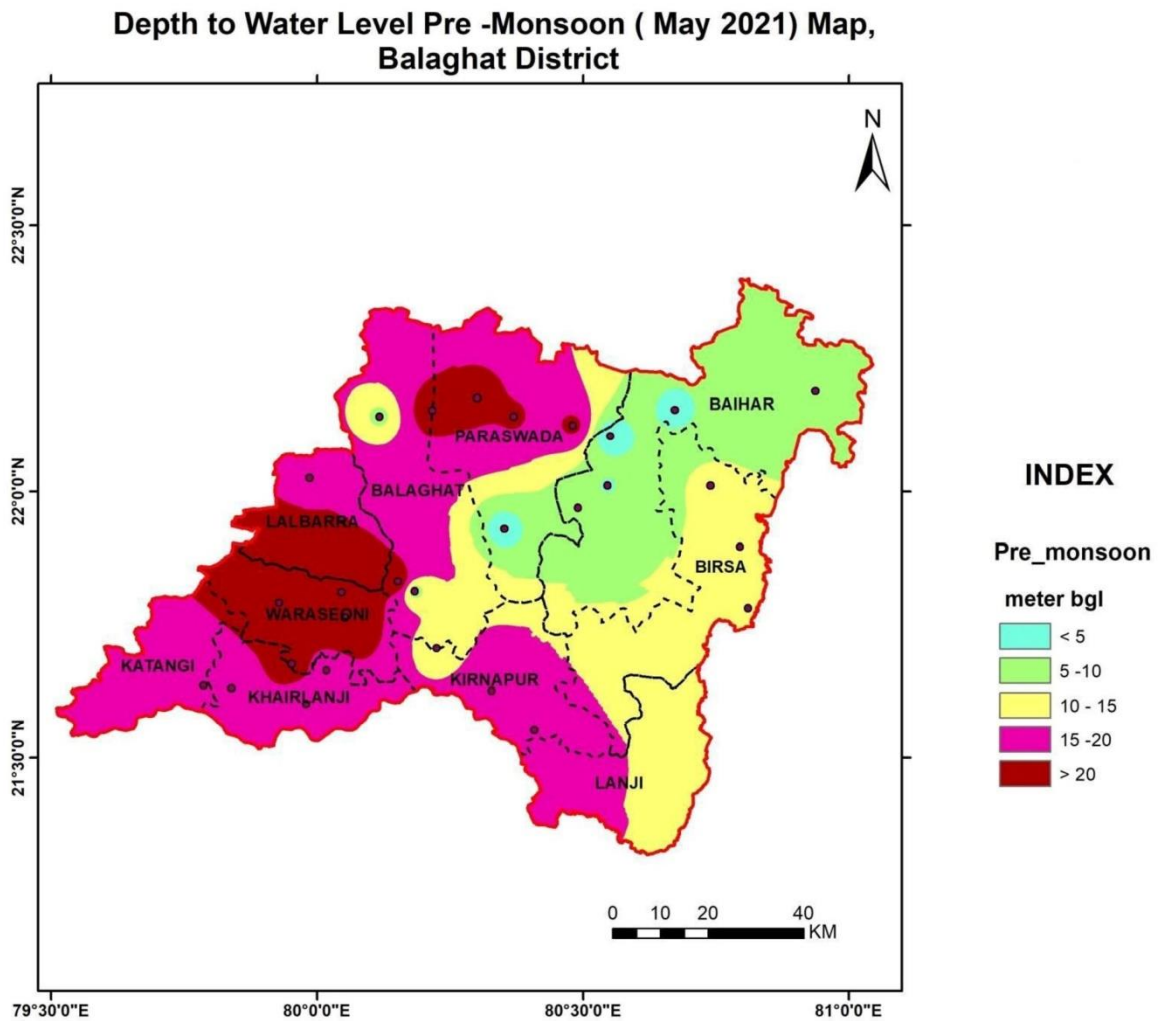 Depth to Water Level Pre -Monsoon ( May 2021) Map,
Balaghat District
N
22°30'0"N
22°0'0"N
21°30'0"N
BAIHAR
PARASWADA
BALAGHAT
LALBARRA
BIRSA
WARASEONI
KATANGI
KIRNAPUR
KHAIRLANJI
LANJI
INDEX
Pre_monsoon
meter bgl
< 5
5 -10
10 - 15
15 -20
> 20
0 10 20 40
KM
79°30'0"E
80°0'0"E
80°30'0"E
81°0'0"E